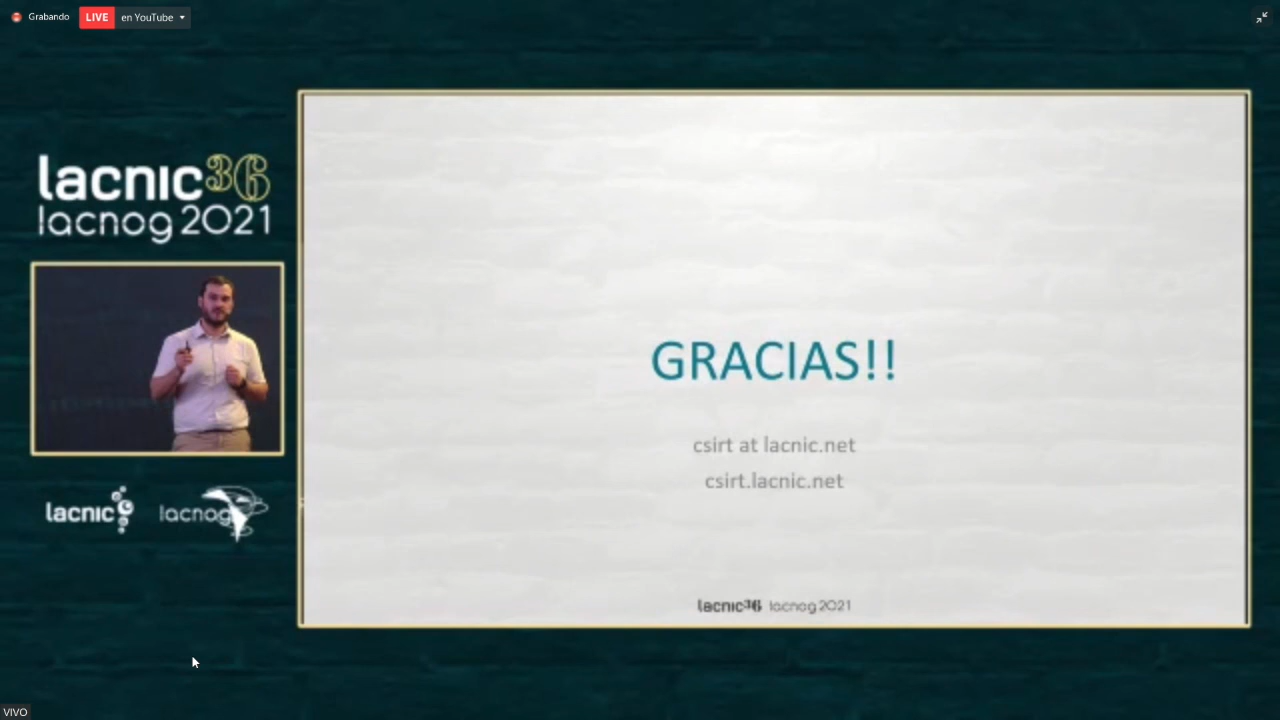 Grabando
LIVE en YouTube
lacnic36
lacnog 2021
GRACIAS!!
csirt at lacnic.net
csirt.lacnic.net
lacnic
lacnog
lacnic36 lacnog 2021
VIVO